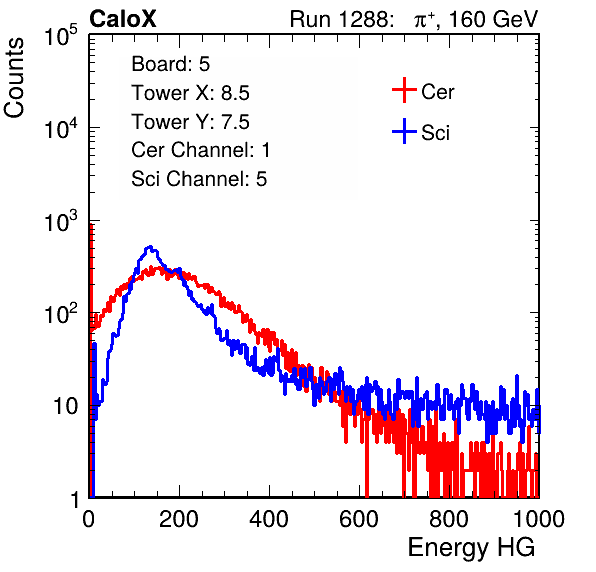 CaloX Run 1288: π⁺, 160 GeV
Counts
10⁵
10⁴
10³
10²
10
1
Board: 5
Tower X: 8.5
Tower Y: 7.5
Cer Channel: 1
Sci Channel: 5
Cer
Sci
0 200 400 600 800 1000
Energy HG